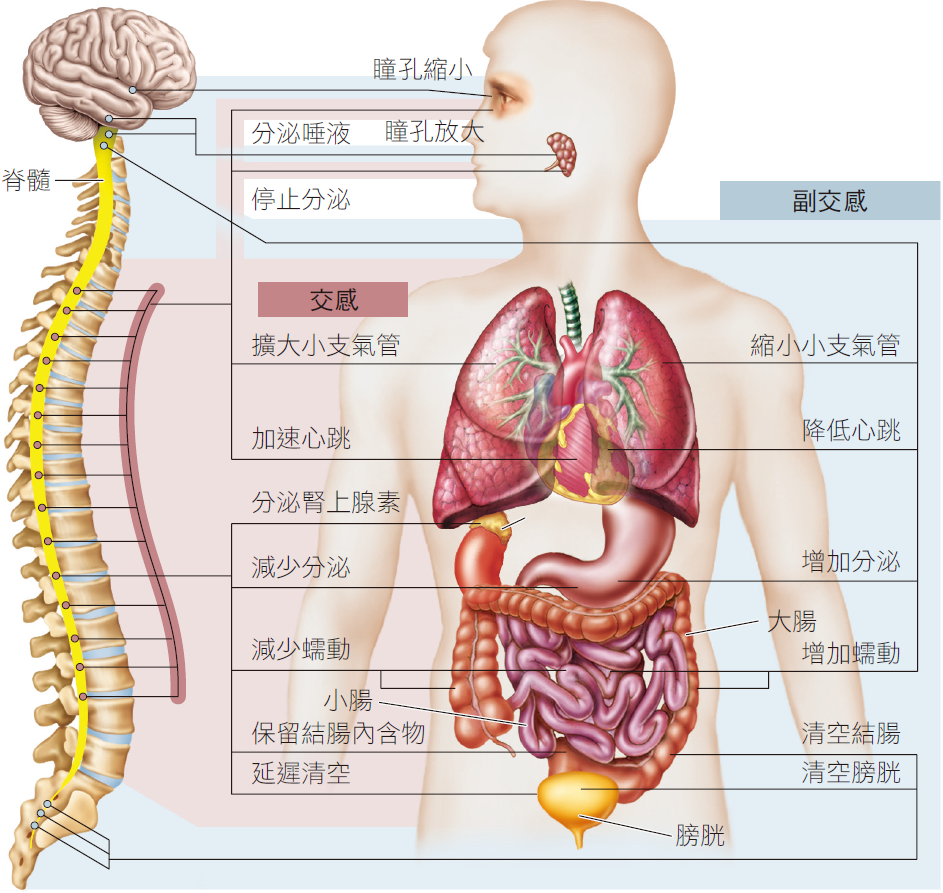 瞳孔縮小
分泌唾液
瞳孔放大
脊髓
停止分泌
副交感
交感
擴大小支氣管
縮小小支氣管
加速心跳
降低心跳
分泌腎上腺素
減少分泌
增加分泌
大腸
減少蠕動
增加蠕動
小腸
保留結腸內含物
清空結腸
延遲清空
清空膀胱
膀胱